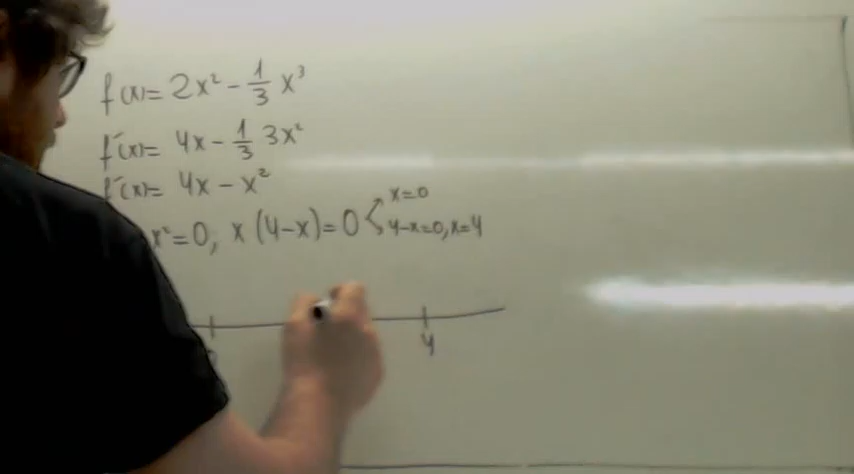 f(x)= 2x² - 1/3 x³
f´(x)= 4x - 1/3 3x²
f´(x)= 4x - x²
x²=0, x(4-x)=0 x=0
4-x=0, x=4
4